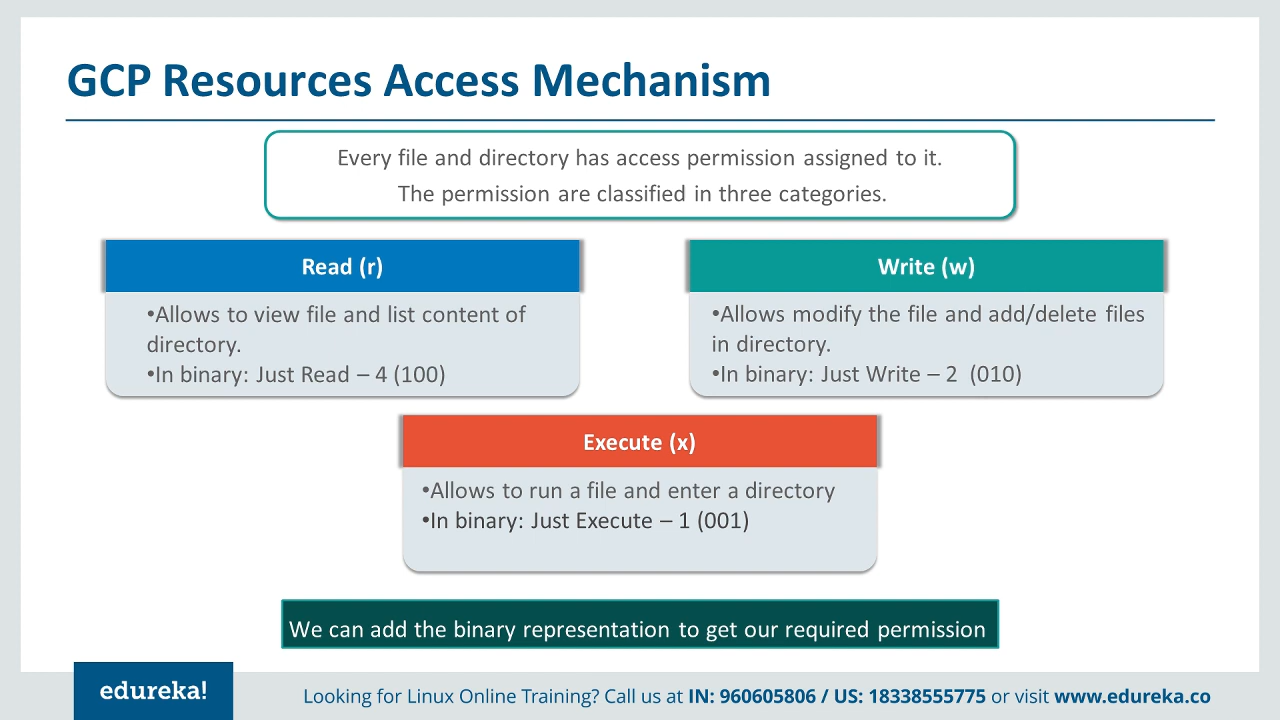 GCP Resources Access Mechanism
Every file and directory has access permission assigned to it.
The permission are classified in three categories.
Read (r)
•Allows to view file and list content of
directory.
•In binary: Just Read – 4 (100)
Write (w)
•Allows modify the file and add/delete files
in directory.
•In binary: Just Write – 2  (010)
Execute (x)
•Allows to run a file and enter a directory
•In binary: Just Execute – 1 (001)
We can add the binary representation to get our required permission
edureka!
Looking for Linux Online Training? Call us at IN: 960605806 / US: 18338555775 or visit www.edureka.co